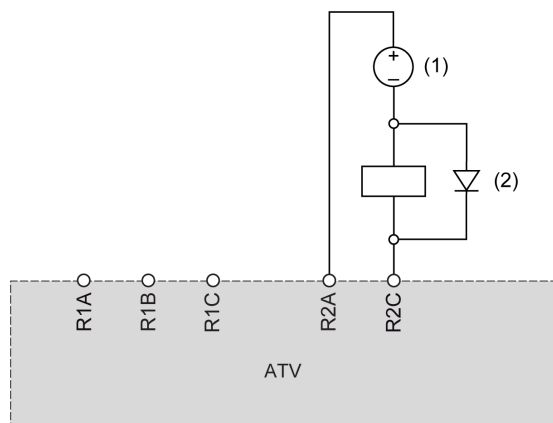 +
(1)
–
(2)
R1A
R1B
R1C
R2A
R2C
ATV